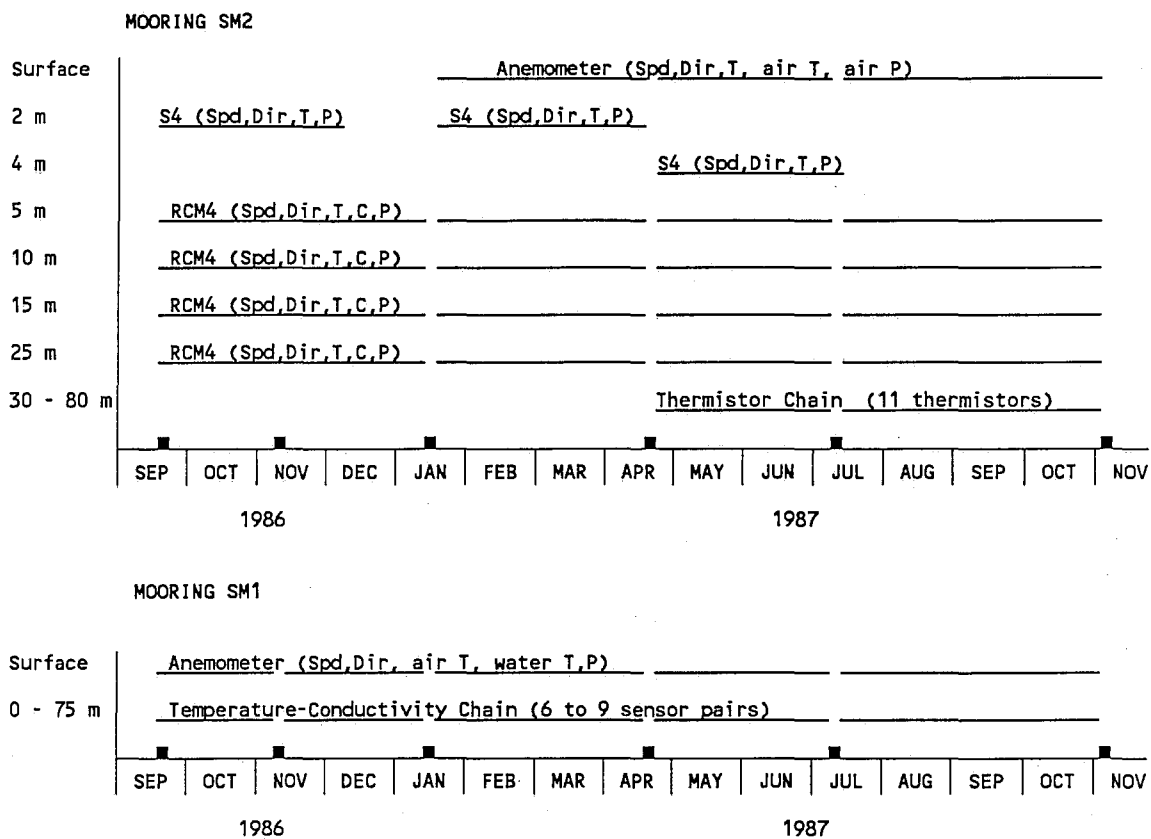 MOORING SM2
Surface Anemometer (Spd,Dir,T, air T, air P)
2 m S4 (Spd,Dir,T,P) S4 (Spd,Dir,T,P)
4 m S4 (Spd,Dir,T,P)
5 m RCM4 (Spd,Dir,T,C,P)
10 m RCM4 (Spd,Dir,T,C,P)
15 m RCM4 (Spd,Dir,T,C,P)
25 m RCM4 (Spd,Dir,T,C,P)
30 - 80 m Thermistor Chain (11 thermistors)
SEP OCT NOV DEC JAN FEB MAR APR MAY JUN JUL AUG SEP OCT NOV
1986 1987
MOORING SM1
Surface Anemometer (Spd,Dir, air T, water T,P)
0 - 75 m Temperature-Conductivity Chain (6 to 9 sensor pairs)
SEP OCT NOV DEC JAN FEB MAR APR MAY JUN JUL AUG SEP OCT NOV
1986 1987